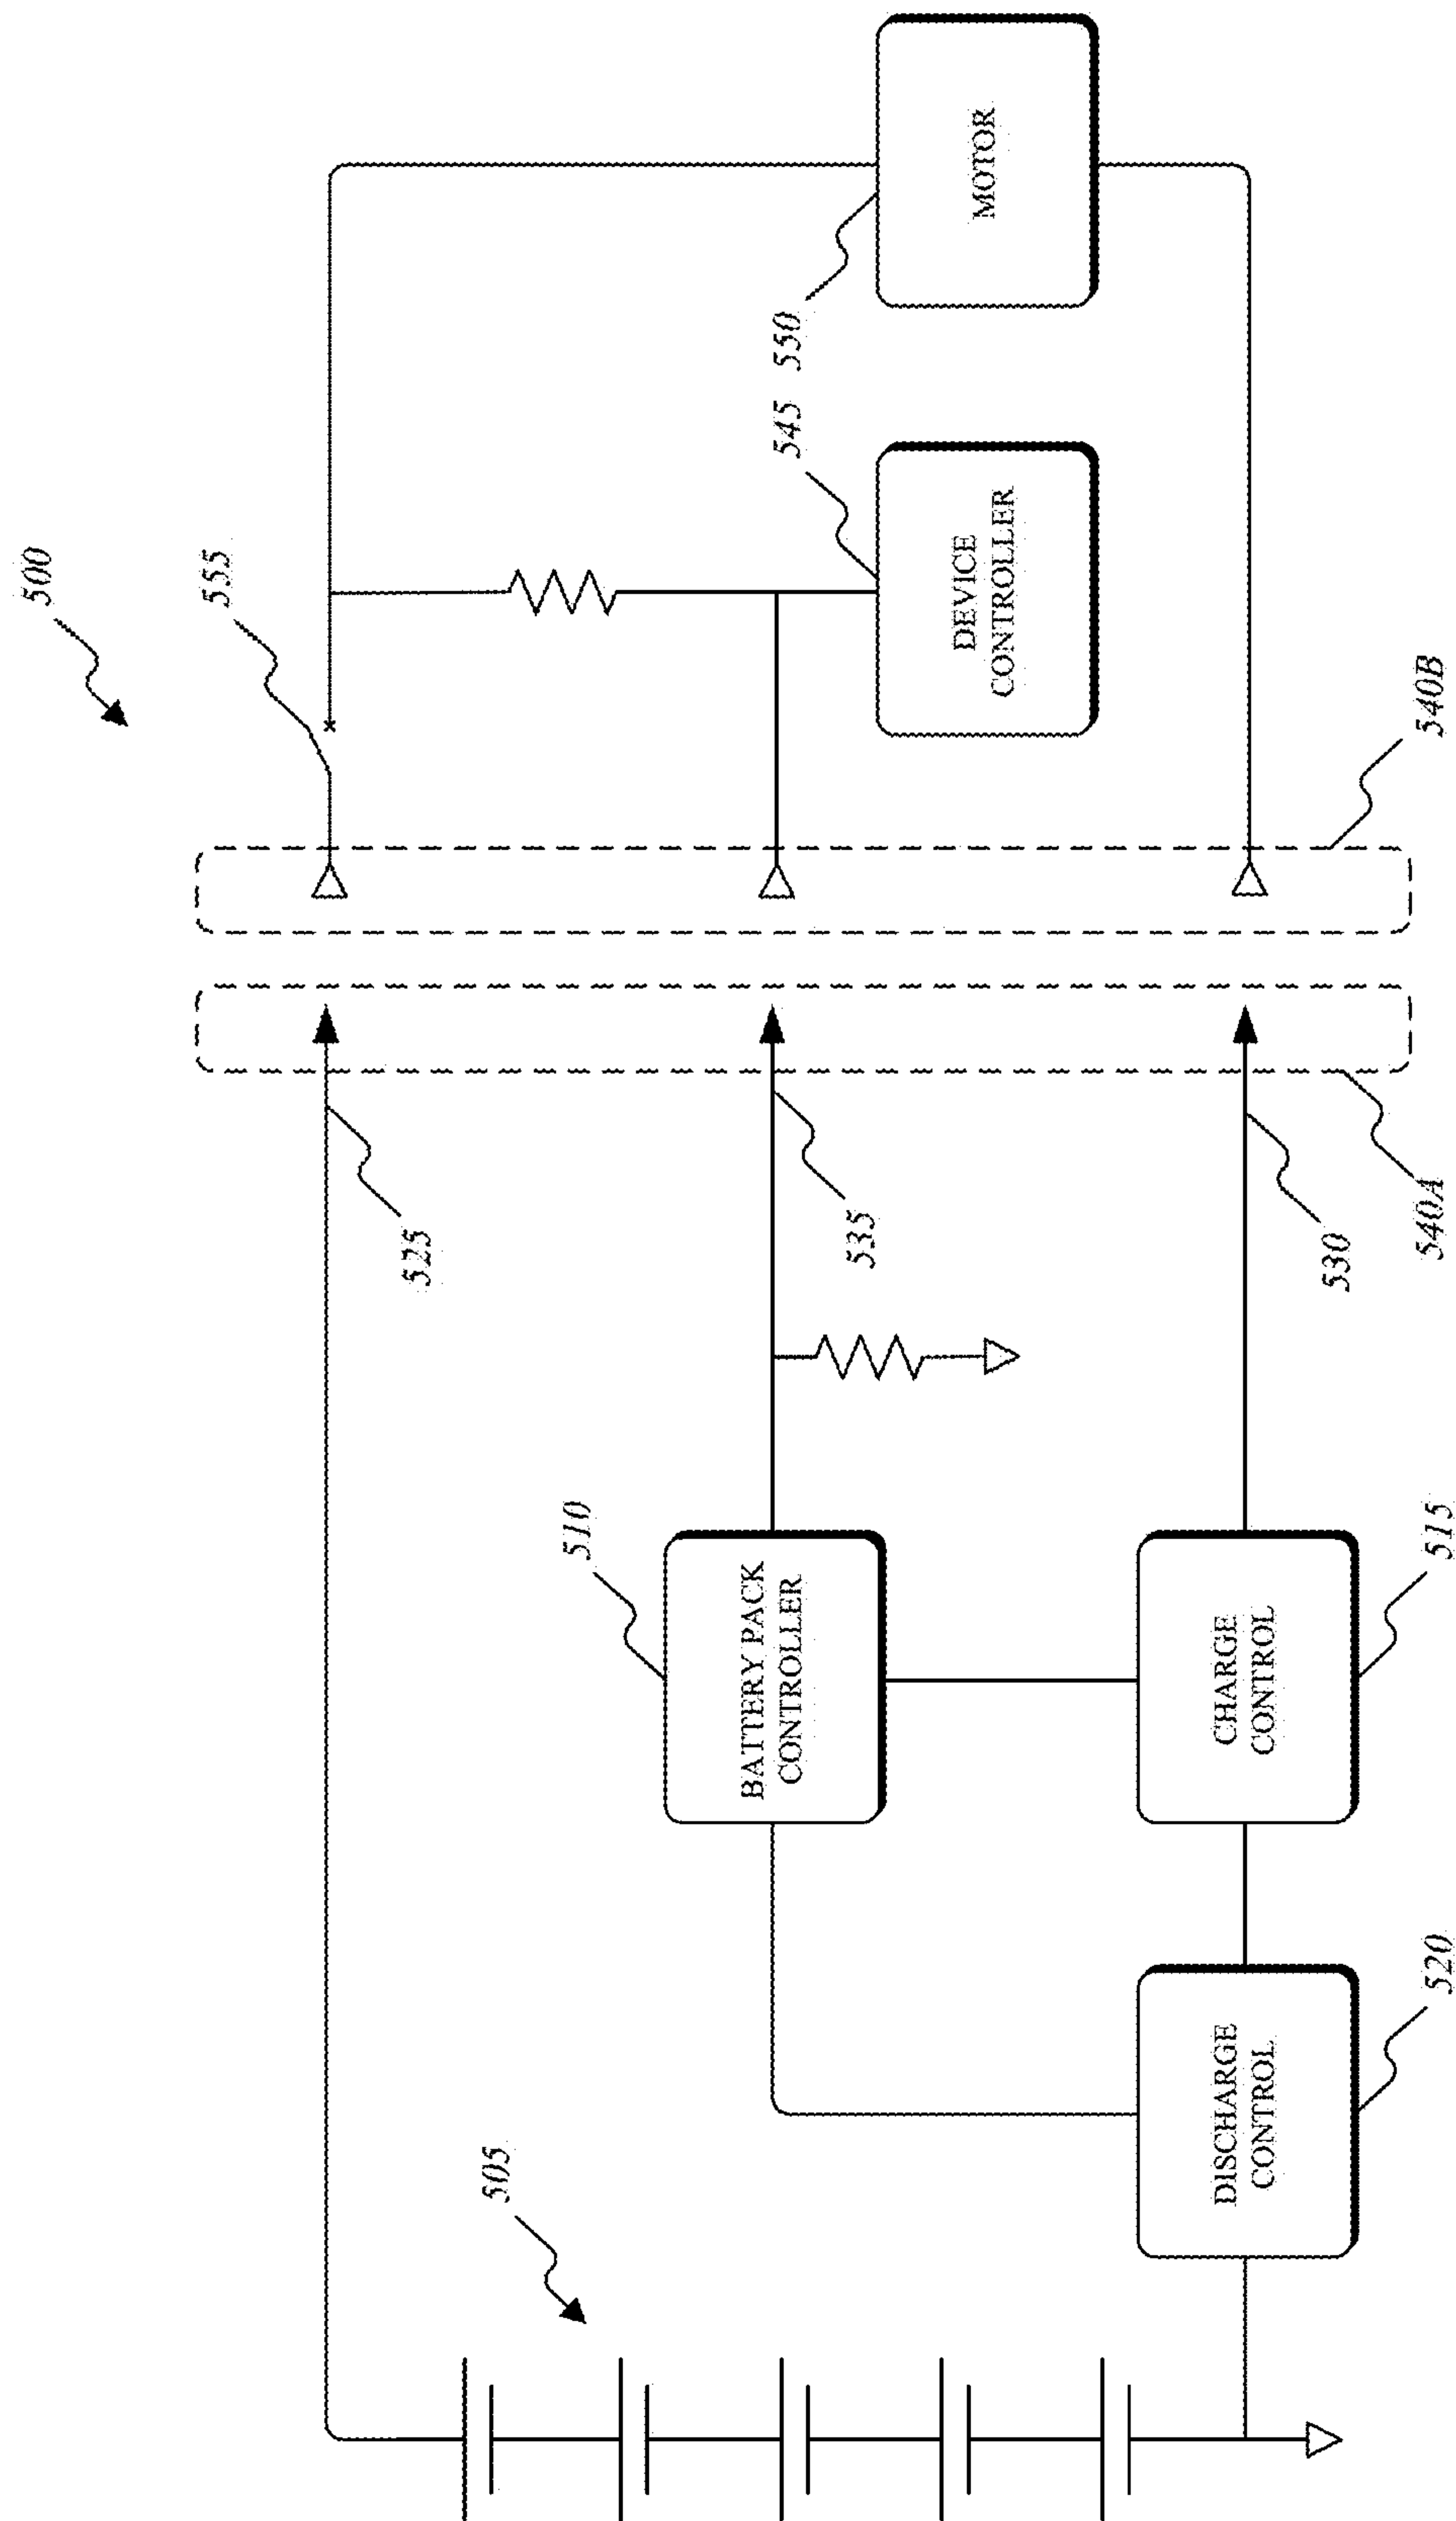 500
555
550
MOTOR
545
DEVICE
CONTROLLER
540B
525
535
530
540A
510
BATTERY PACK
CONTROLLER
CHARGE
CONTROL
515
505
DISCHARGE
CONTROL
520